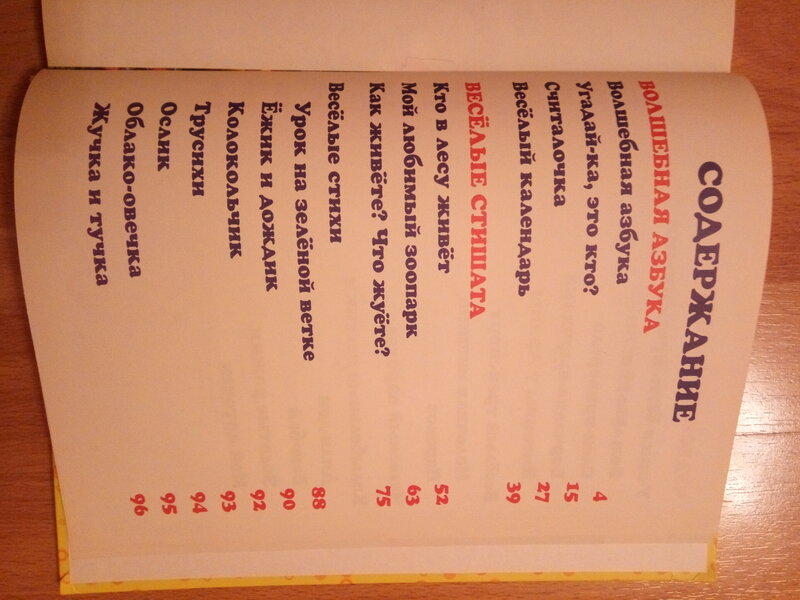 СОДЕРЖАНИЕ
ВОЛШЕБНАЯ АЗБУКА
Волшебная азбука 4
Угадай-ка, это кто? 15
Считалочка 27
Весёлый календарь 39
ВЕСЁЛЫЕ СТИШАТА
Кто в лесу живёт 52
Мой любимый зоопарк 63
Как живёте? Что жуёте? 75
Весёлые стихи
Урок на зелёной ветке 88
Ёжик и дождик 90
Колокольчик 92
Трусихи 93
Ослик 94
Облако-овечка 95
Жучка и тучка 96